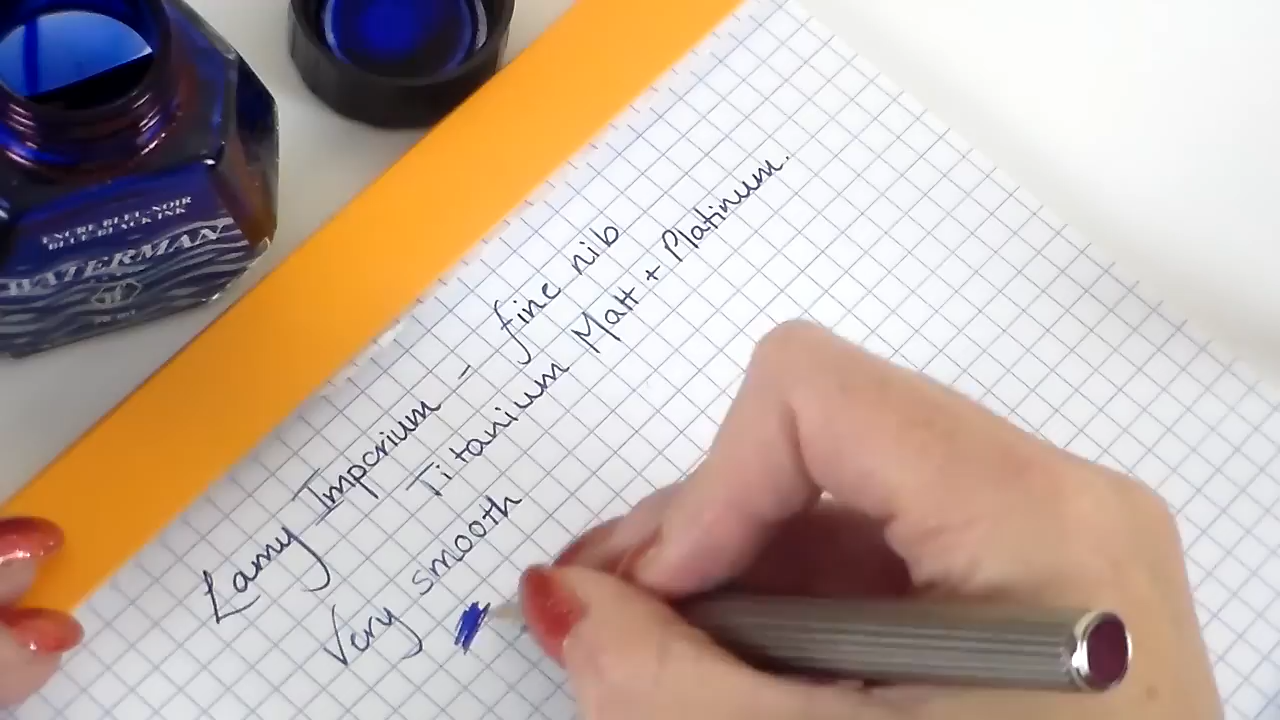 ENCRE BLEU-NOIR
BLUE-BLACK INK
WATERMAN
Lamy Imporium - fine nib
Titanium Matt + Platinum.
Very smooth